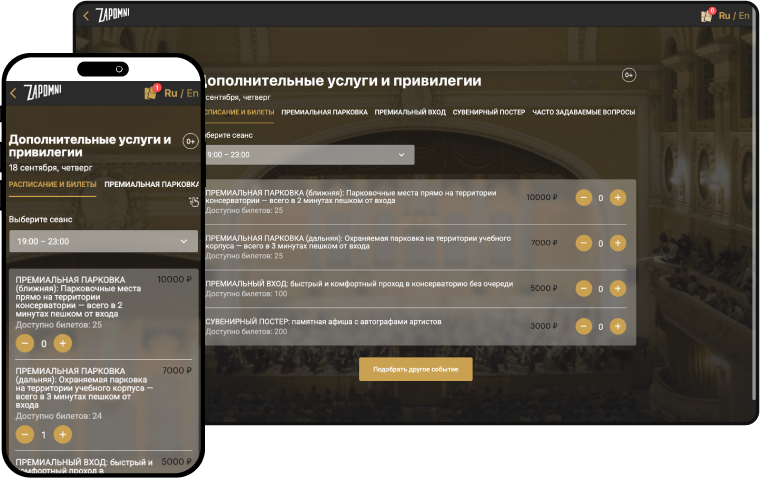 ZAPOMNI
0
Ru / En
Дополнительные услуги и привилегии
0+
сентября, четверг
РАСПИСАНИЕ И БИЛЕТЫ ПРЕМИАЛЬНАЯ ПАРКОВКА ПРЕМИАЛЬНЫЙ ВХОД СУВЕНИРНЫЙ ПОСТЕР ЧАСТО ЗАДАВАЕМЫЕ ВОПРОСЫ
берите сеанс
9:00 – 23:00
ПРЕМИАЛЬНАЯ ПАРКОВКА (ближняя): Парковочные места прямо на территории
консерватории — всего в 2 минутах пешком от входа
Доступно билетов: 25
10000 ₽
− 0 +
ПРЕМИАЛЬНАЯ ПАРКОВКА (дальняя): Охраняемая парковка на территории учебного
корпуса — всего в 3 минутах пешком от входа
Доступно билетов: 25
7000 ₽
− 0 +
ПРЕМИАЛЬНЫЙ ВХОД: быстрый и комфортный проход в консерваторию без очереди
Доступно билетов: 100
5000 ₽
− 0 +
СУВЕНИРНЫЙ ПОСТЕР: памятная афиша с автографами артистов
Доступно билетов: 200
3000 ₽
− 0 +
Подобрать другое событие
ZAPOMNI
1
Ru / En
Дополнительные услуги и
привилегии
0+
18 сентября, четверг
РАСПИСАНИЕ И БИЛЕТЫ ПРЕМИАЛЬНАЯ ПАРКОВКА
Выберите сеанс
19:00 – 23:00
ПРЕМИАЛЬНАЯ ПАРКОВКА
(ближняя): Парковочные места
прямо на территории
консерватории — всего в 2
минутах пешком от входа
Доступно билетов: 25
10000 ₽
− 0 +
ПРЕМИАЛЬНАЯ ПАРКОВКА
(дальняя): Охраняемая парковка
на территории учебного корпуса —
всего в 3 минутах пешком от
входа
Доступно билетов: 24
7000 ₽
− 1 +
ПРЕМИАЛЬНЫЙ ВХОД: быстрый и
комфортный проход в
5000 ₽